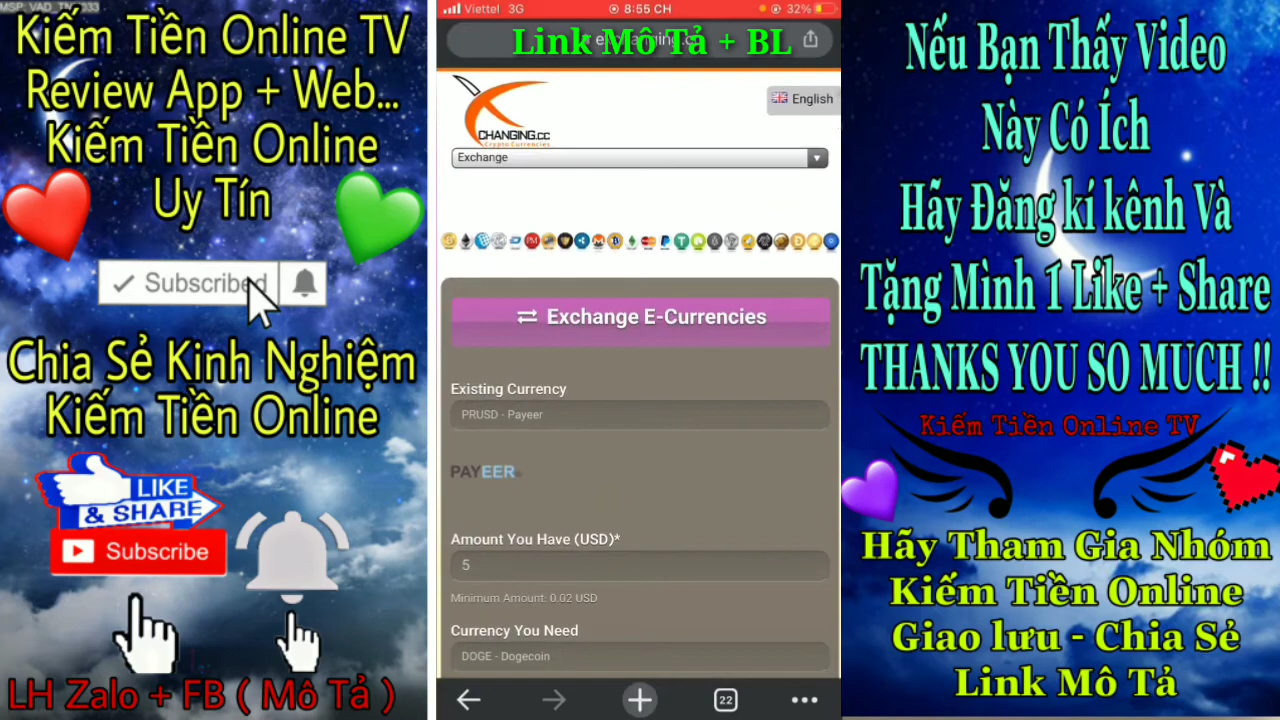 MSP_VAD_TN_033
Kiếm Tiền Online TV
Review App + Web...
Kiếm Tiền Online
Uy Tín
Subscribed
Chia Sẻ Kinh Nghiệm
Kiếm Tiền Online
LIKE
& SHARE
Subscribe
LH Zalo + FB ( Mô Tả )
Viettel 3G
8:55 CH
32%
Link Mô Tả + BL
English
CHANGING.CC
Crypto Currencies
Exchange
Exchange E-Currencies
Existing Currency
PRUSD - Payeer
PAYEER
Amount You Have (USD)*
5
Minimum Amount: 0.02 USD
Currency You Need
DOGE - Dogecoin
22
Nếu Bạn Thấy Video
Này Có Ích
Hãy Đăng kí kênh Và
Tặng Mình 1 Like + Share
THANKS YOU SO MUCH !!
Kiếm Tiền Online TV
Hãy Tham Gia Nhóm
Kiếm Tiền Online
Giao lưu - Chia Sẻ
Link Mô Tả